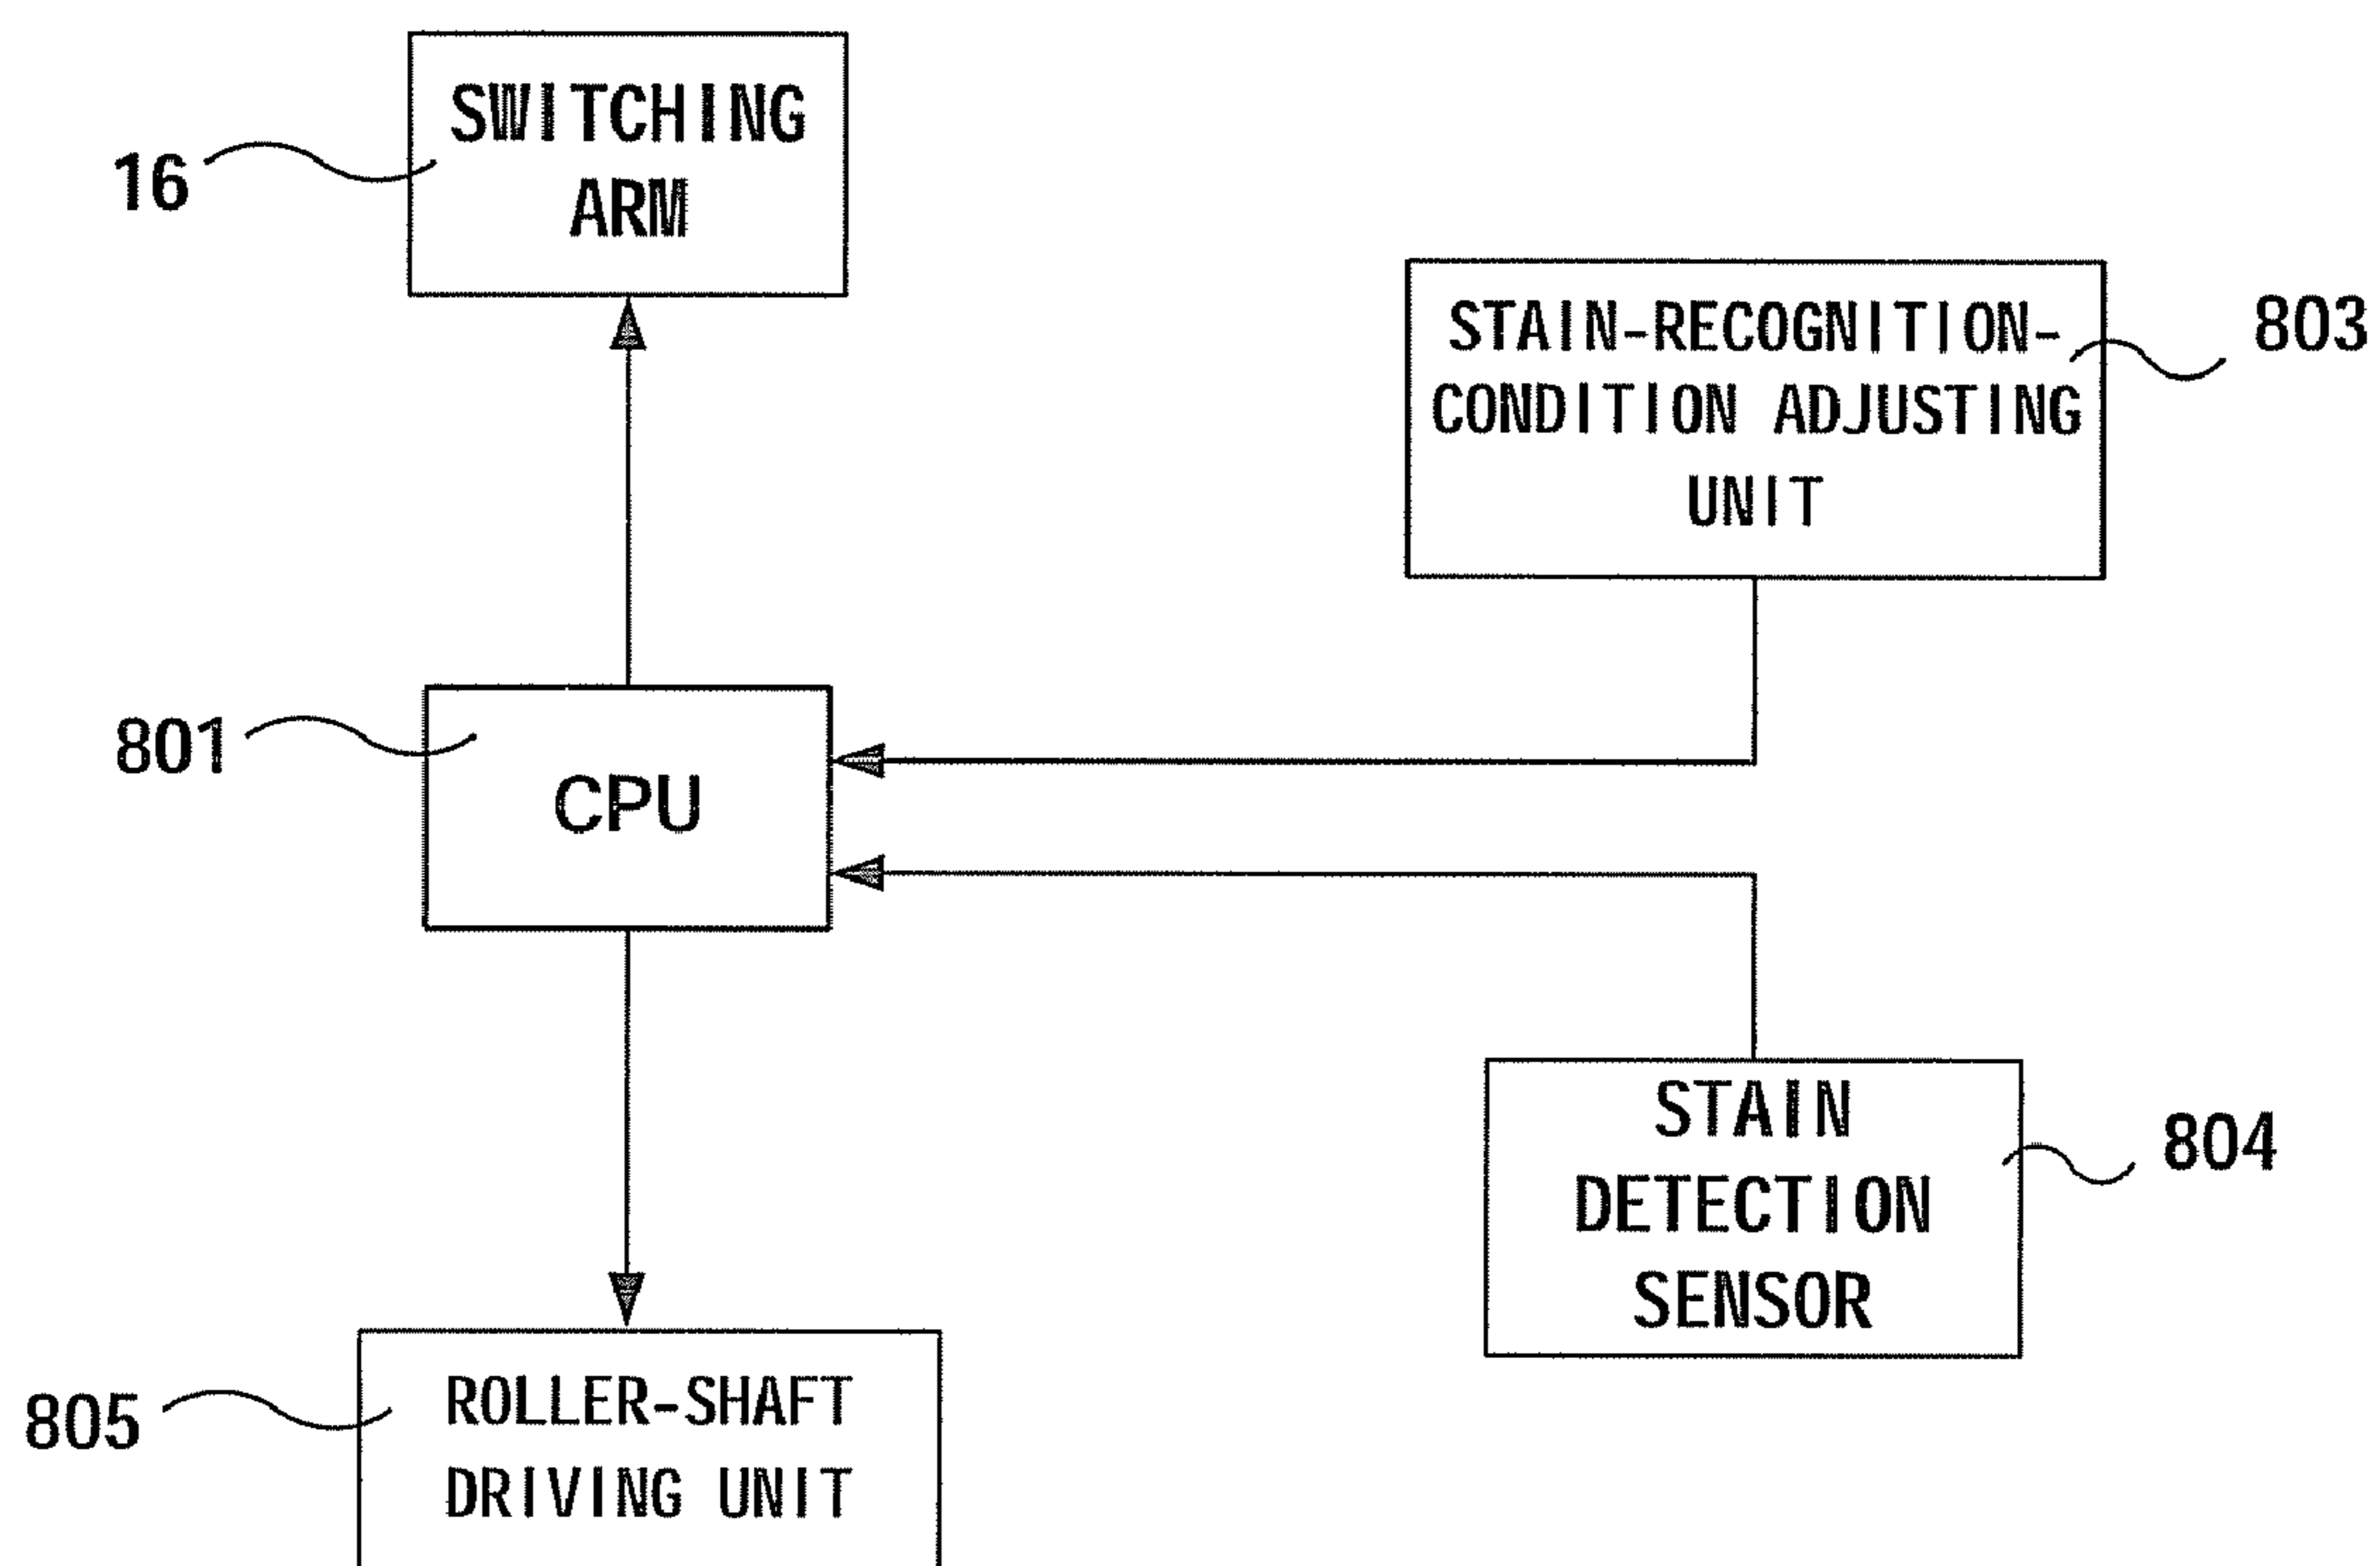 SWITCHING
ARM
16
STAIN-RECOGNITION-
CONDITION ADJUSTING
UNIT
803
801
CPU
STAIN
DETECTION
SENSOR
804
ROLLER-SHAFT
DRIVING UNIT
805